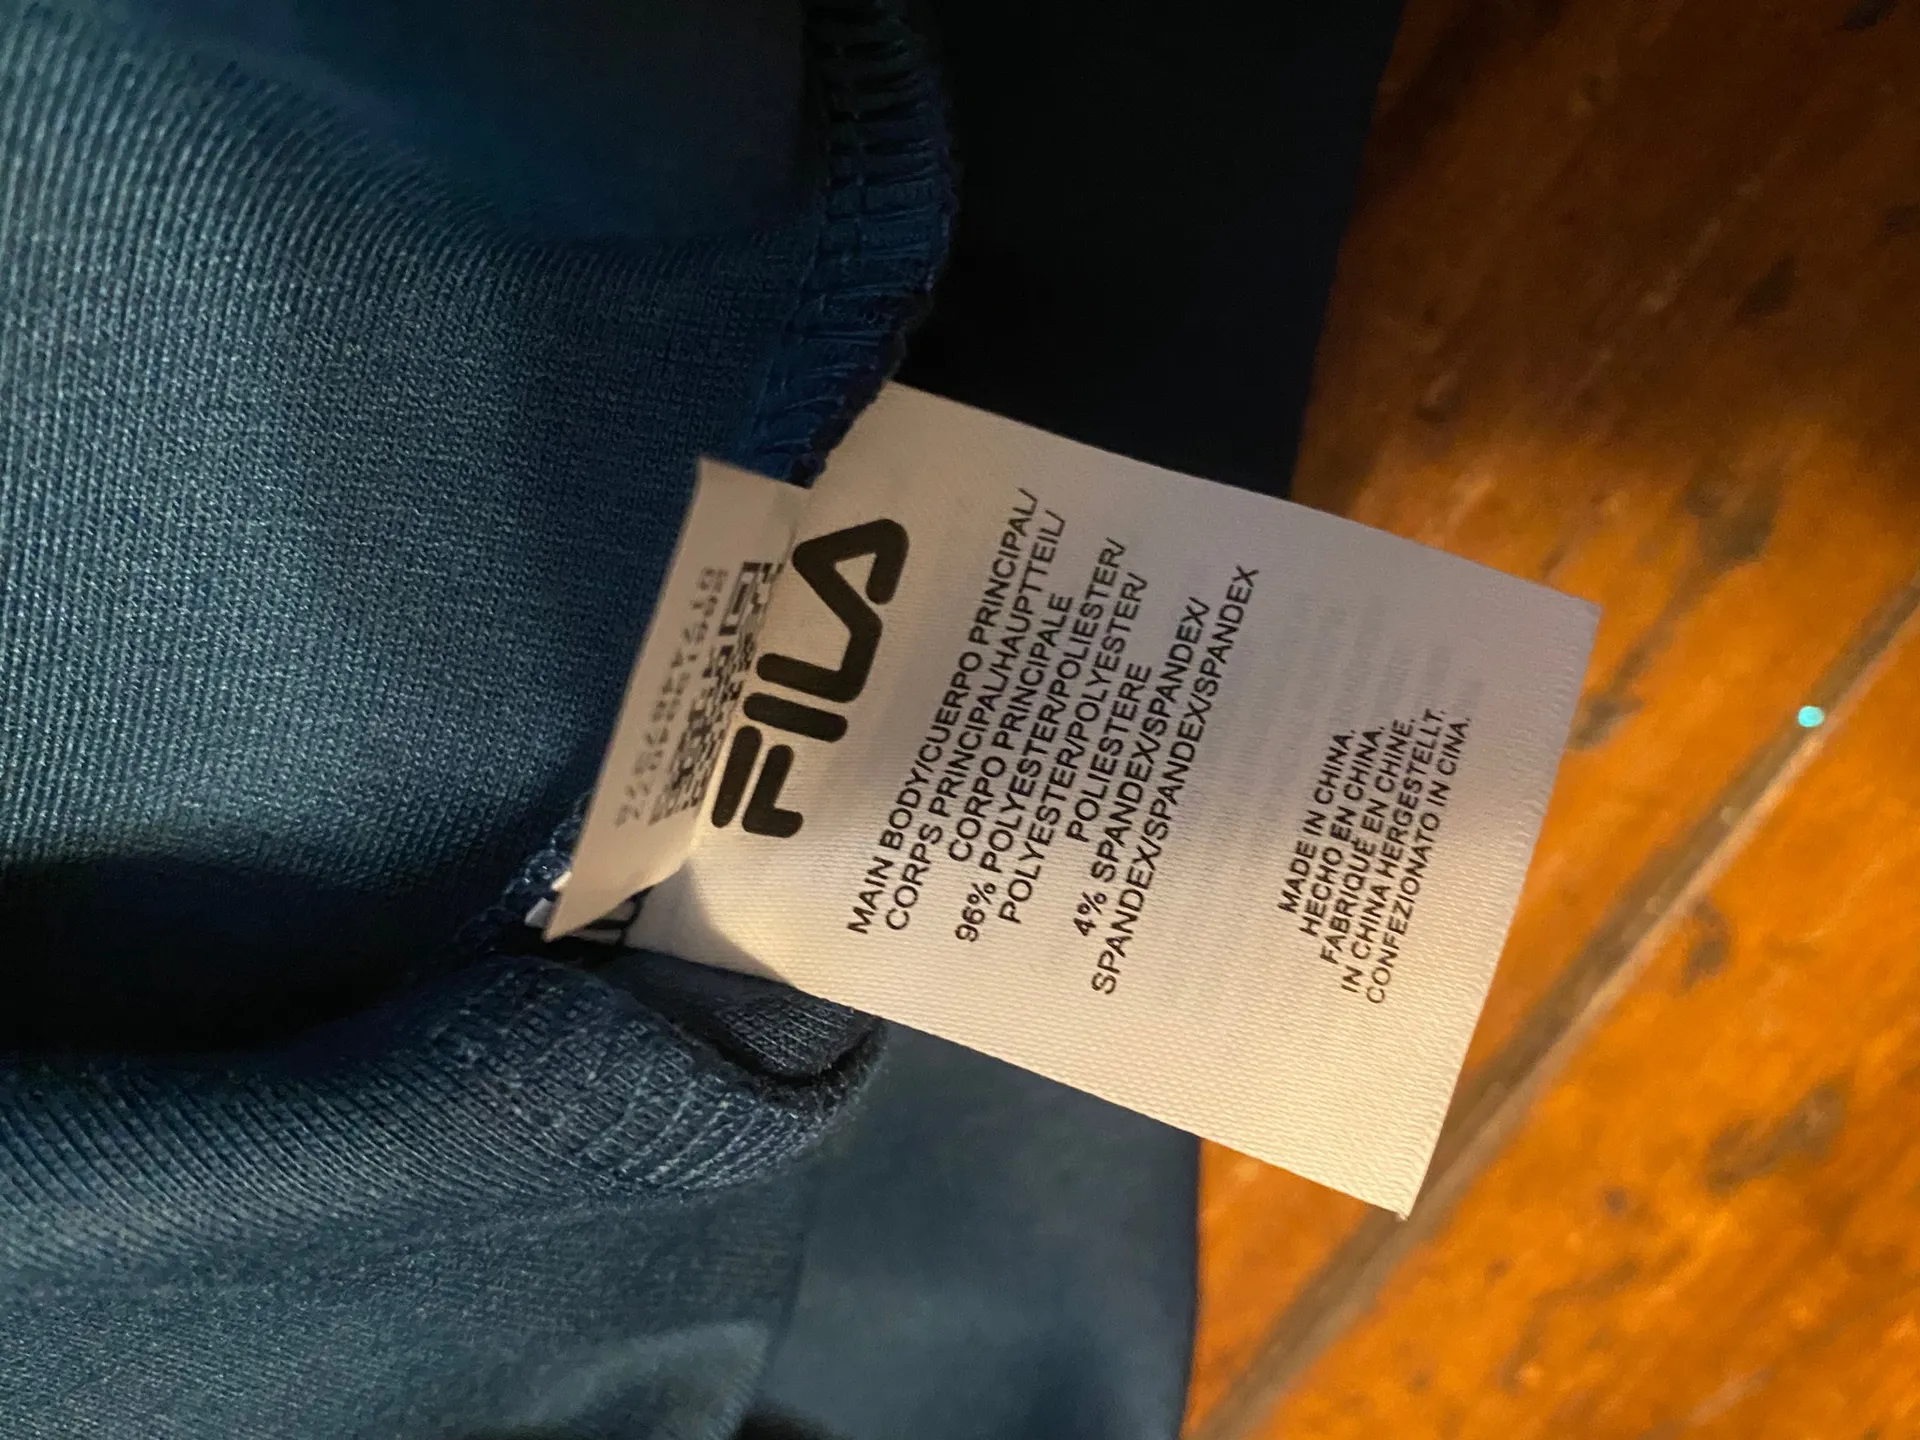 FILA
MAIN BODY/CUERPO PRINCIPAL/
CORPS PRINCIPAL/HAUPTTEIL/
CORPO PRINCIPALE
96% POLYESTER/POLIESTER/
POLYESTER/POLYESTER/
POLIESTERE
4% SPANDEX/SPANDEX/
SPANDEX/SPANDEX/SPANDEX
MADE IN CHINA.
HECHO EN CHINA.
FABRIQUÉ EN CHINE.
IN CHINA HERGESTELLT.
CONFEZIONATO IN CINA.